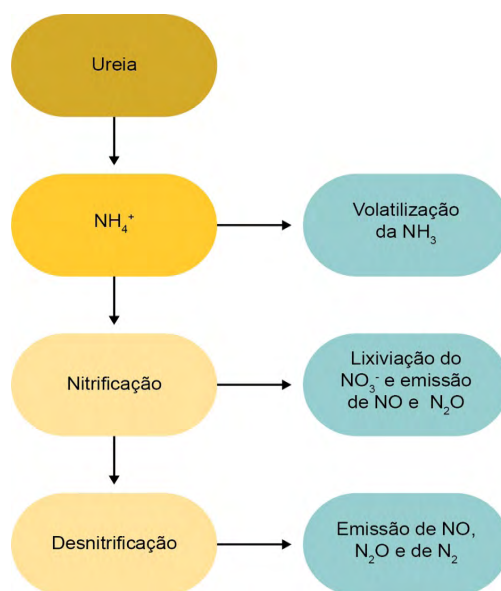 Ureia
NH₄⁺
Volatilização
da NH₃
Nitrificação
Lixiviação do
NO₃⁻ e emissão
de NO e N₂O
Desnitrificação
Emissão de NO,
N₂O e de N₂